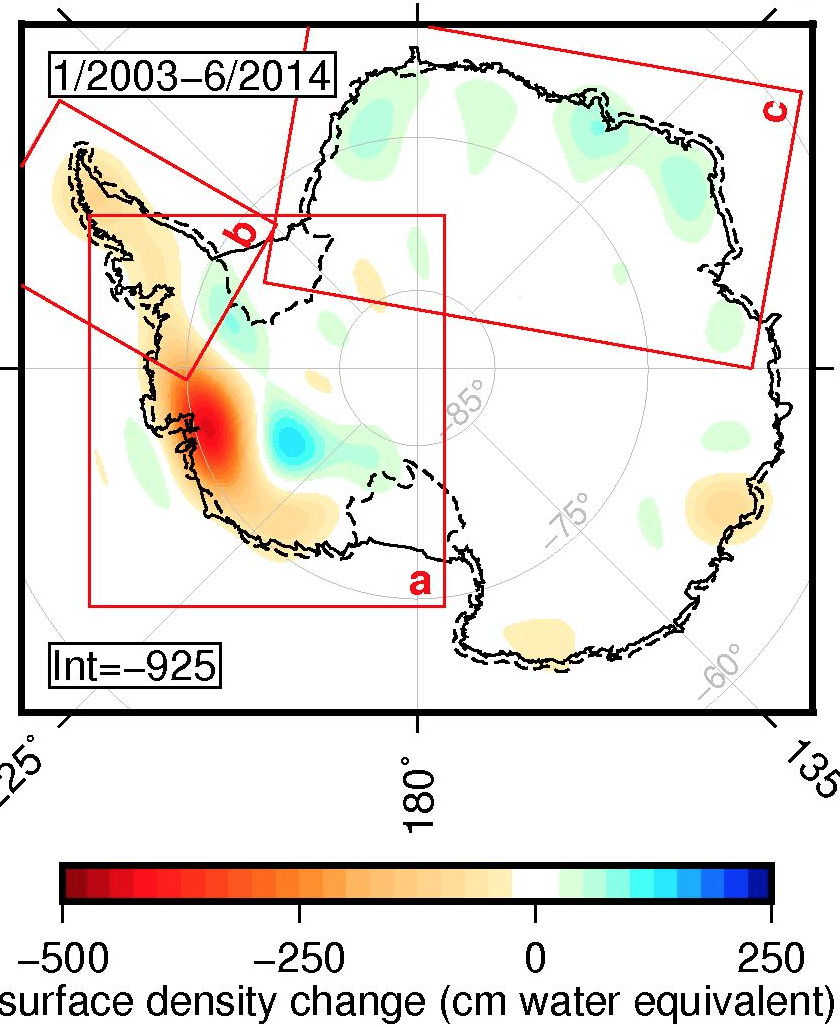 1/2003−6/2014
c
b
−85°
−75°
a
Int=−925
−60°
25°
180°
135
−500 −250 0 250
surface density change (cm water equivalent)